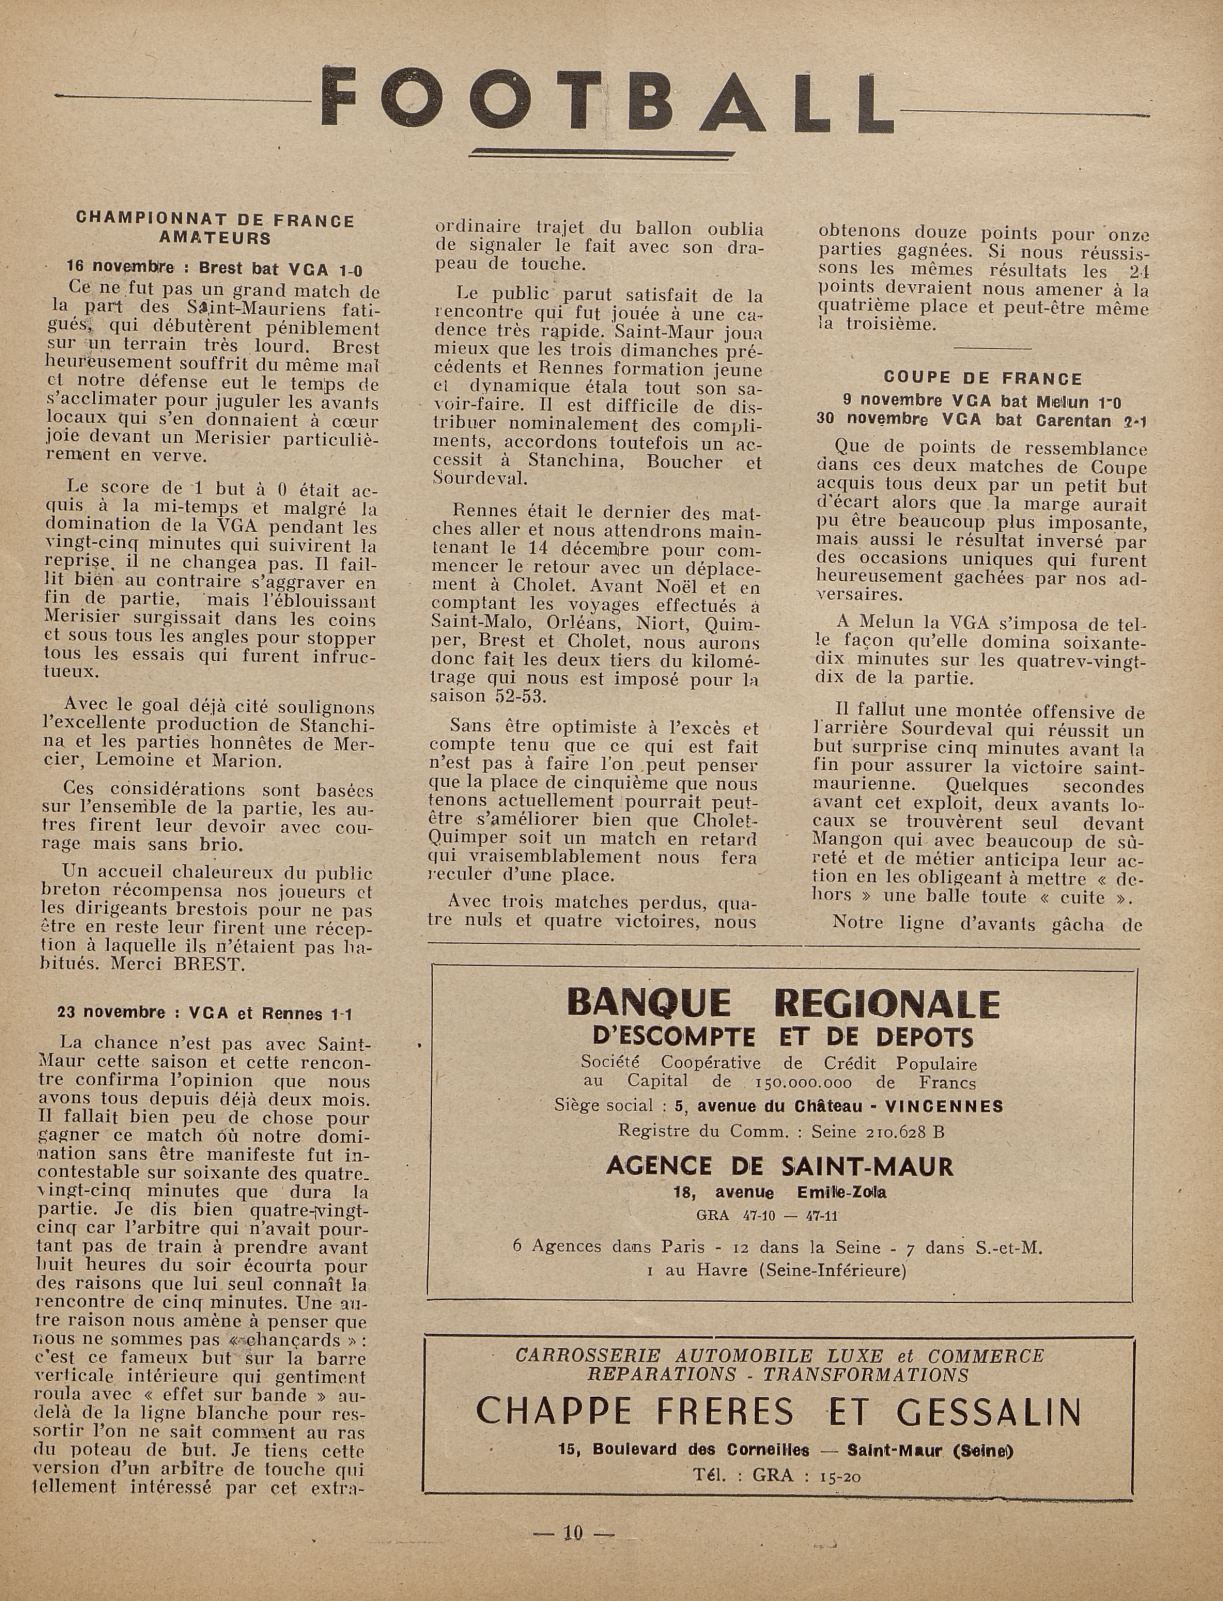 FOOTBALL
CHAMPIONNAT DE FRANCE
AMATEURS
16 novembre : Brest bat VGA 1-0
Ce ne fut pas un grand match de
la part des Saint-Mauriens fati-
gués, qui débutèrent péniblement
sur un terrain très lourd. Brest
heureusement souffrit du même mal
et notre défense eut le temps de
s'acclimater pour juguler les avants
locaux qui s'en donnaient à cœur
joie devant un Merisier particuliè-
rement en verve.
Le score de 1 but à 0 était ac-
quis à la mi-temps et malgré la
domination de la VGA pendant les
vingt-cinq minutes qui suivirent la
reprise, il ne changea pas. Il fail-
lit bien au contraire s'aggraver en
fin de partie, mais l'éblouissant
Merisier surgissait dans les coins
et sous tous les angles pour stopper
tous les essais qui furent infruc-
tueux.
Avec le goal déjà cité soulignons
l'excellente production de Stanchi-
na et les parties honnêtes de Mer-
cier, Lemoine et Marion.
Ces considérations sont basées
sur l'ensemble de la partie, les au-
tres firent leur devoir avec cou-
rage mais sans brio.
Un accueil chaleureux du public
breton récompensa nos joueurs et
les dirigeants brestois pour ne pas
être en reste leur firent une récep-
tion à laquelle ils n'étaient pas ha-
bitués. Merci BREST.
23 novembre : VGA et Rennes 1-1
La chance n'est pas avec Saint-
Maur cette saison et cette rencon-
tre confirma l'opinion que nous
avons tous depuis déjà deux mois.
Il fallait bien peu de chose pour
gagner ce match où notre domi-
nation sans être manifeste fut in-
contestable sur soixante des quatre-
vingt-cinq minutes que dura la
partie. Je dis bien quatre-vingt-
cinq car l'arbitre qui n'avait pour-
tant pas de train à prendre avant
huit heures du soir écourta pour
des raisons que lui seul connaît la
rencontre de cinq minutes. Une au-
tre raison nous amène à penser que
nous ne sommes pas « chançards » :
c'est ce fameux but sur la barre
verticale intérieure qui gentiment
roula avec « effet sur bande » au-
delà de la ligne blanche pour res-
sortir l'on ne sait comment au ras
du poteau de but. Je tiens cette
version d'un arbitre de touche qui
tellement intéressé par cet extra-
ordinaire trajet du ballon oublia
de signaler le fait avec son dra-
peau de touche.
Le public parut satisfait de la
rencontre qui fut jouée à une ca-
dence très rapide. Saint-Maur joua
mieux que les trois dimanches pré-
cédents et Rennes formation jeune
et dynamique étala tout son sa-
voir-faire. Il est difficile de dis-
tribuer nominalement des compli-
ments, accordons toutefois un ac-
cessit à Stanchina, Boucher et
Sourdeval.
Rennes était le dernier des mat-
ches aller et nous attendrons main-
tenant le 14 décembre pour com-
mencer le retour avec un déplace-
ment à Cholet. Avant Noël et en
comptant les voyages effectués à
Saint-Malo, Orléans, Niort, Quim-
per, Brest et Cholet, nous aurons
donc fait les deux tiers du kilomé-
trage qui nous est imposé pour la
saison 52-53.
Sans être optimiste à l'excès et
compte tenu que ce qui est fait
n'est pas à faire l'on peut penser
que la place de cinquième que nous
tenons actuellement pourrait peut-
être s'améliorer bien que Cholet-
Quimper soit un match en retard
qui vraisemblablement nous fera
reculer d'une place.
Avec trois matches perdus, qua-
tre nuls et quatre victoires, nous
obtenons douze points pour onze
parties gagnées. Si nous réussis-
sons les mêmes résultats les 24
points devraient nous amener à la
quatrième place et peut-être même
la troisième.
COUPE DE FRANCE
9 novembre VGA bat Melun 1-0
30 novembre VGA bat Carentan 2-1
Que de points de ressemblance
dans ces deux matches de Coupe
acquis tous deux par un petit but
d'écart alors que la marge aurait
pu être beaucoup plus imposante,
mais aussi le résultat inversé par
des occasions uniques qui furent
heureusement gachées par nos ad-
versaires.
A Melun la VGA s'imposa de tel-
le façon qu'elle domina soixante-
dix minutes sur les quatrev-vingt-
dix de la partie.
Il fallut une montée offensive de
l'arrière Sourdeval qui réussit un
but surprise cinq minutes avant la
fin pour assurer la victoire saint-
maurienne. Quelques secondes
avant cet exploit, deux avants lo-
caux se trouvèrent seul devant
Mangon qui avec beaucoup de sû-
reté et de métier anticipa leur ac-
tion en les obligeant à mettre « de-
hors » une balle toute « cuite ».
Notre ligne d'avants gâcha de
BANQUE REGIONALE
D'ESCOMPTE ET DE DEPOTS
Société Coopérative de Crédit Populaire
au Capital de 150.000.000 de Francs
Siège social : 5, avenue du Château - VINCENNES
Registre du Comm. : Seine 210.628 B
AGENCE DE SAINT-MAUR
18, avenue Emile-Zola
GRA 47-10 — 47-11
6 Agences dans Paris - 12 dans la Seine - 7 dans S.-et-M.
1 au Havre (Seine-Inférieure)
CARROSSERIE AUTOMOBILE LUXE et COMMERCE
REPARATIONS - TRANSFORMATIONS
CHAPPE FRERES ET GESSALIN
15, Boulevard des Corneilles — Saint-Maur (Seine)
Tél. : GRA : 15-20
— 10 —